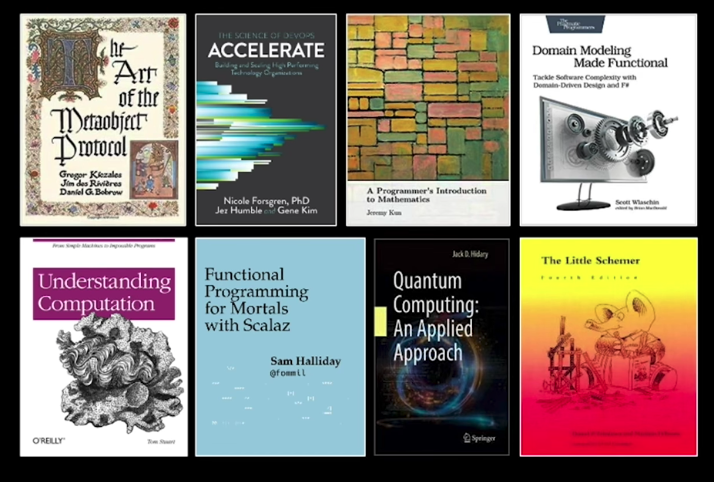 The
Art
of the
Metaobject
Protocol
Gregor Kiczales
Jim des Rivières
Daniel G. Bobrow
THE SCIENCE OF DEVOPS
ACCELERATE
Building and Scaling High Performing
Technology Organizations
Nicole Forsgren, PhD
Jez Humble and Gene Kim
A Programmer's Introduction
to Mathematics
Jeremy Kun
The
Pragmatic
Programmers
Domain Modeling
Made Functional
Tackle Software Complexity with
Domain-Driven Design and F#
Scott Wlaschin
edited by Brian MacDonald
From Simple Machines to Impossible Programs
Understanding
Computation
O'REILLY
Tom Stuart
Functional
Programming
for Mortals
with Scalaz
Sam Halliday
@fommil
Jack D. Hidary
Quantum
Computing:
An Applied
Approach
Springer
The Little Schemer
Fourth Edition